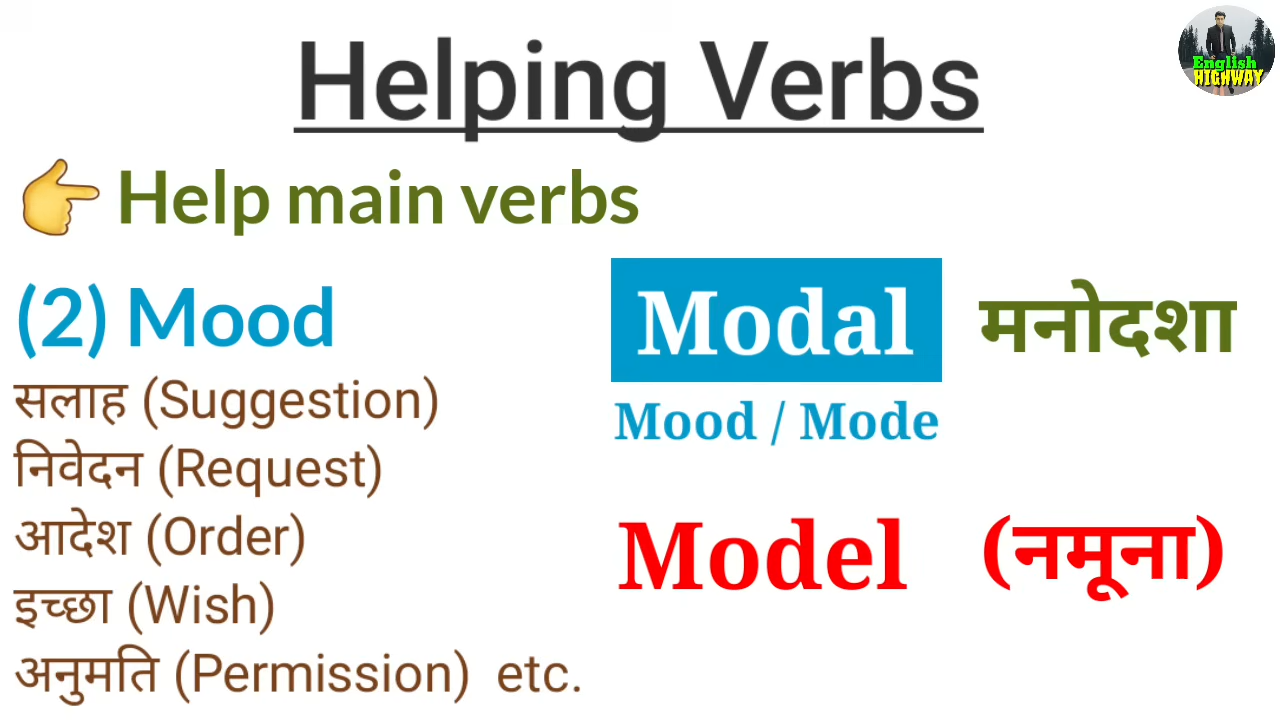 English
HIGHWAY
Helping Verbs
👉 Help main verbs
(2) Mood
Modal मनोदशा
Mood / Mode
सलाह (Suggestion)
निवेदन (Request)
आदेश (Order)
इच्छा (Wish)
अनुमति (Permission) etc.
Model (नमूना)